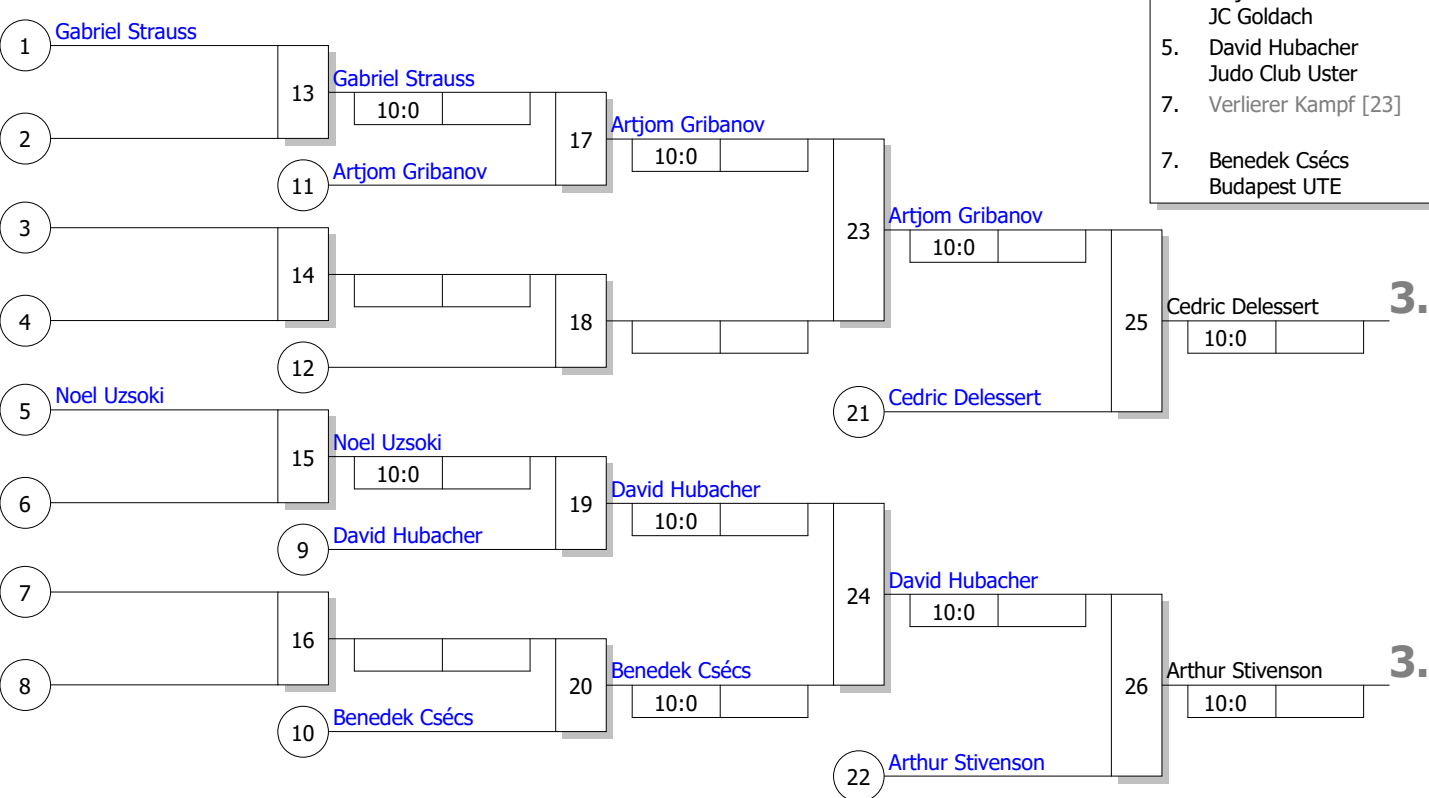 1
Gabriel Strauss
2
13
Gabriel Strauss
10:0
11
Artjom Gribanov
17
Artjom Gribanov
10:0
3
4
14
12
18
23
Artjom Gribanov
10:0
21
Cedric Delessert
25
Cedric Delessert
10:0
3.
5
Noel Uzsoki
6
15
Noel Uzsoki
10:0
9
David Hubacher
19
David Hubacher
10:0
7
8
16
10
Benedek Csécs
20
Benedek Csécs
10:0
24
David Hubacher
10:0
22
Arthur Stivenson
26
Arthur Stivenson
10:0
3.
JC Goldach
5. David Hubacher
Judo Club Uster
7. Verlierer Kampf [23]
7. Benedek Csécs
Budapest UTE